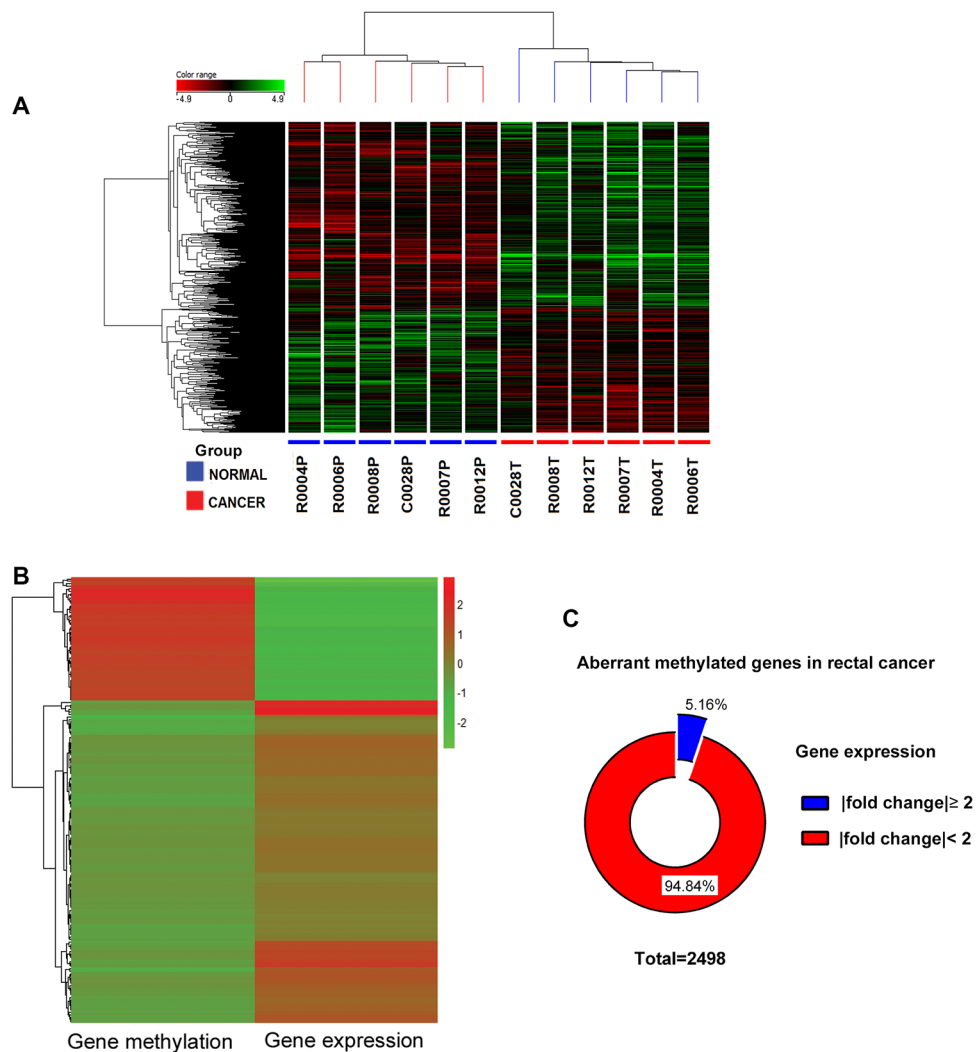 Color range
-4.9 0 4.9
A
Group
NORMAL
CANCER
R0004P
R0006P
R0008P
C0028P
R0007P
R0012P
C0028T
R0008T
R0012T
R0007T
R0004T
R0006T
B
2
1
0
-1
-2
Gene methylation Gene expression
C
Aberrant methylated genes in rectal cancer
5.16%
94.84%
Gene expression
|fold change|≥ 2
|fold change|< 2
Total=2498